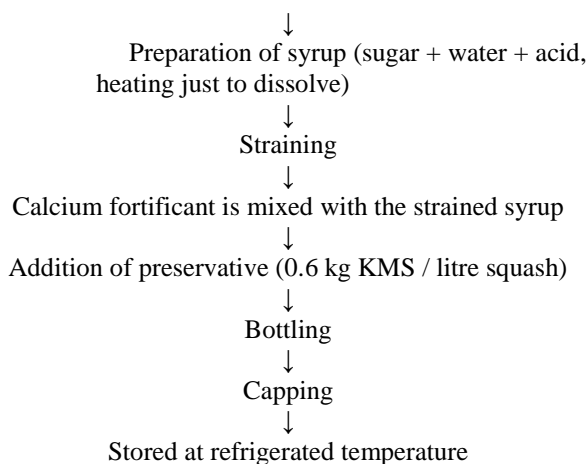 ↓
Preparation of syrup (sugar + water + acid,
heating just to dissolve)
↓
Straining
↓
Calcium fortificant is mixed with the strained syrup
↓
Addition of preservative (0.6 kg KMS / litre squash)
↓
Bottling
↓
Capping
↓
Stored at refrigerated temperature